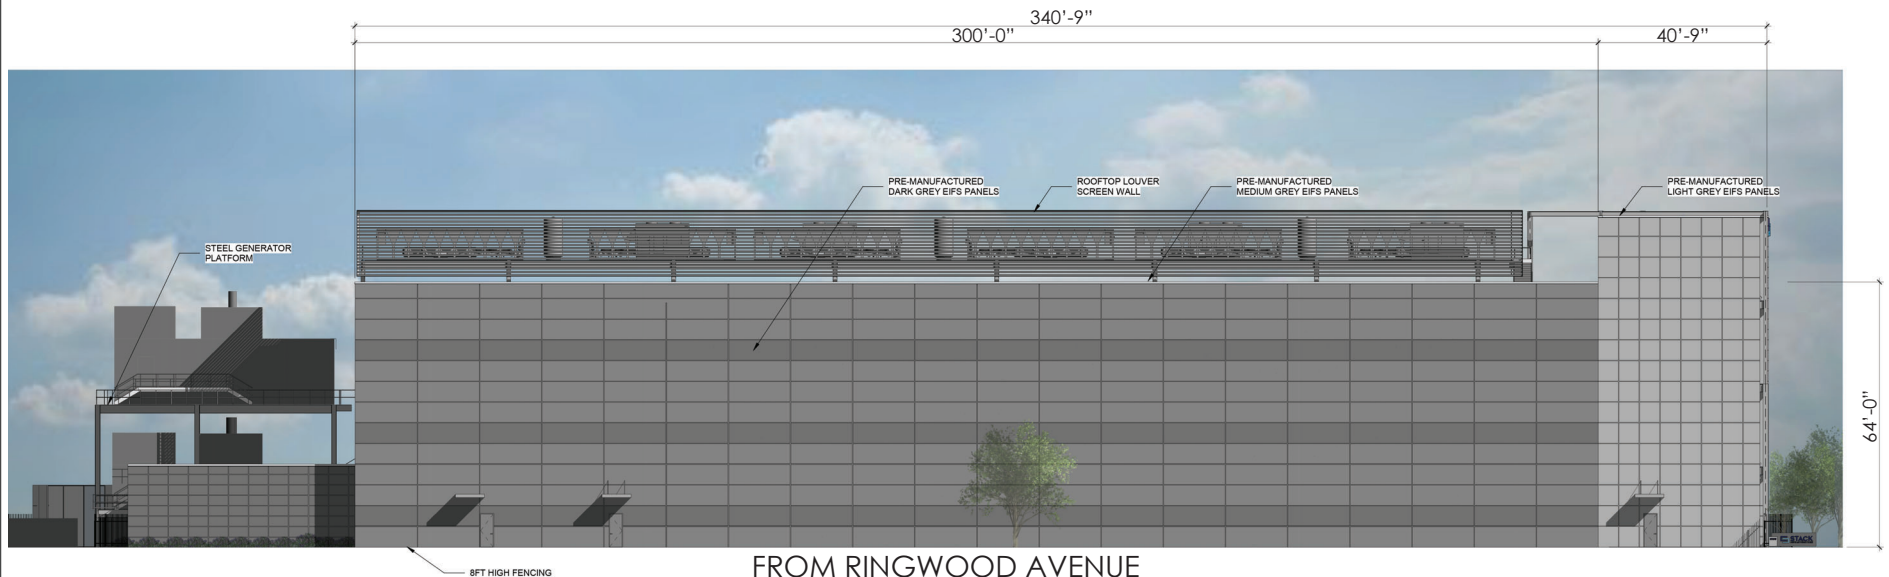 340'-9"
300'-0"
40'-9"
PRE-MANUFACTURED
DARK GREY EIFS PANELS
ROOFTOP LOUVER
SCREEN WALL
PRE-MANUFACTURED
MEDIUM GREY EIFS PANELS
PRE-MANUFACTURED
LIGHT GREY EIFS PANELS
STEEL GENERATOR
PLATFORM
64'-0"
STACK
8FT HIGH FENCING
FROM RINGWOOD AVENUE